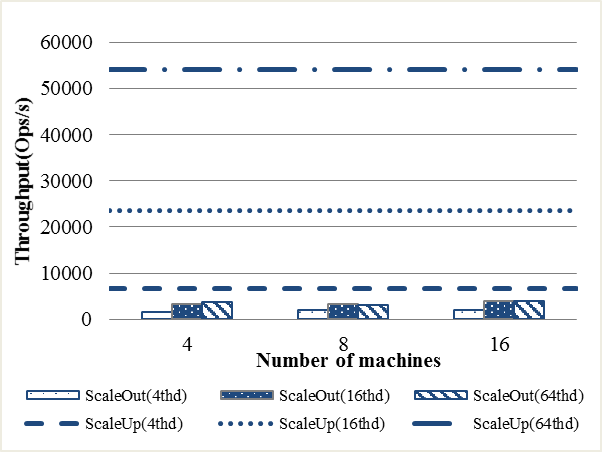 60000
50000
40000
30000
20000
10000
0
Throughput(Ops/s)
4 8 16
Number of machines
ScaleOut(4thd) ScaleOut(16thd) ScaleOut(64thd)
ScaleUp(4thd) ScaleUp(16thd) ScaleUp(64thd)